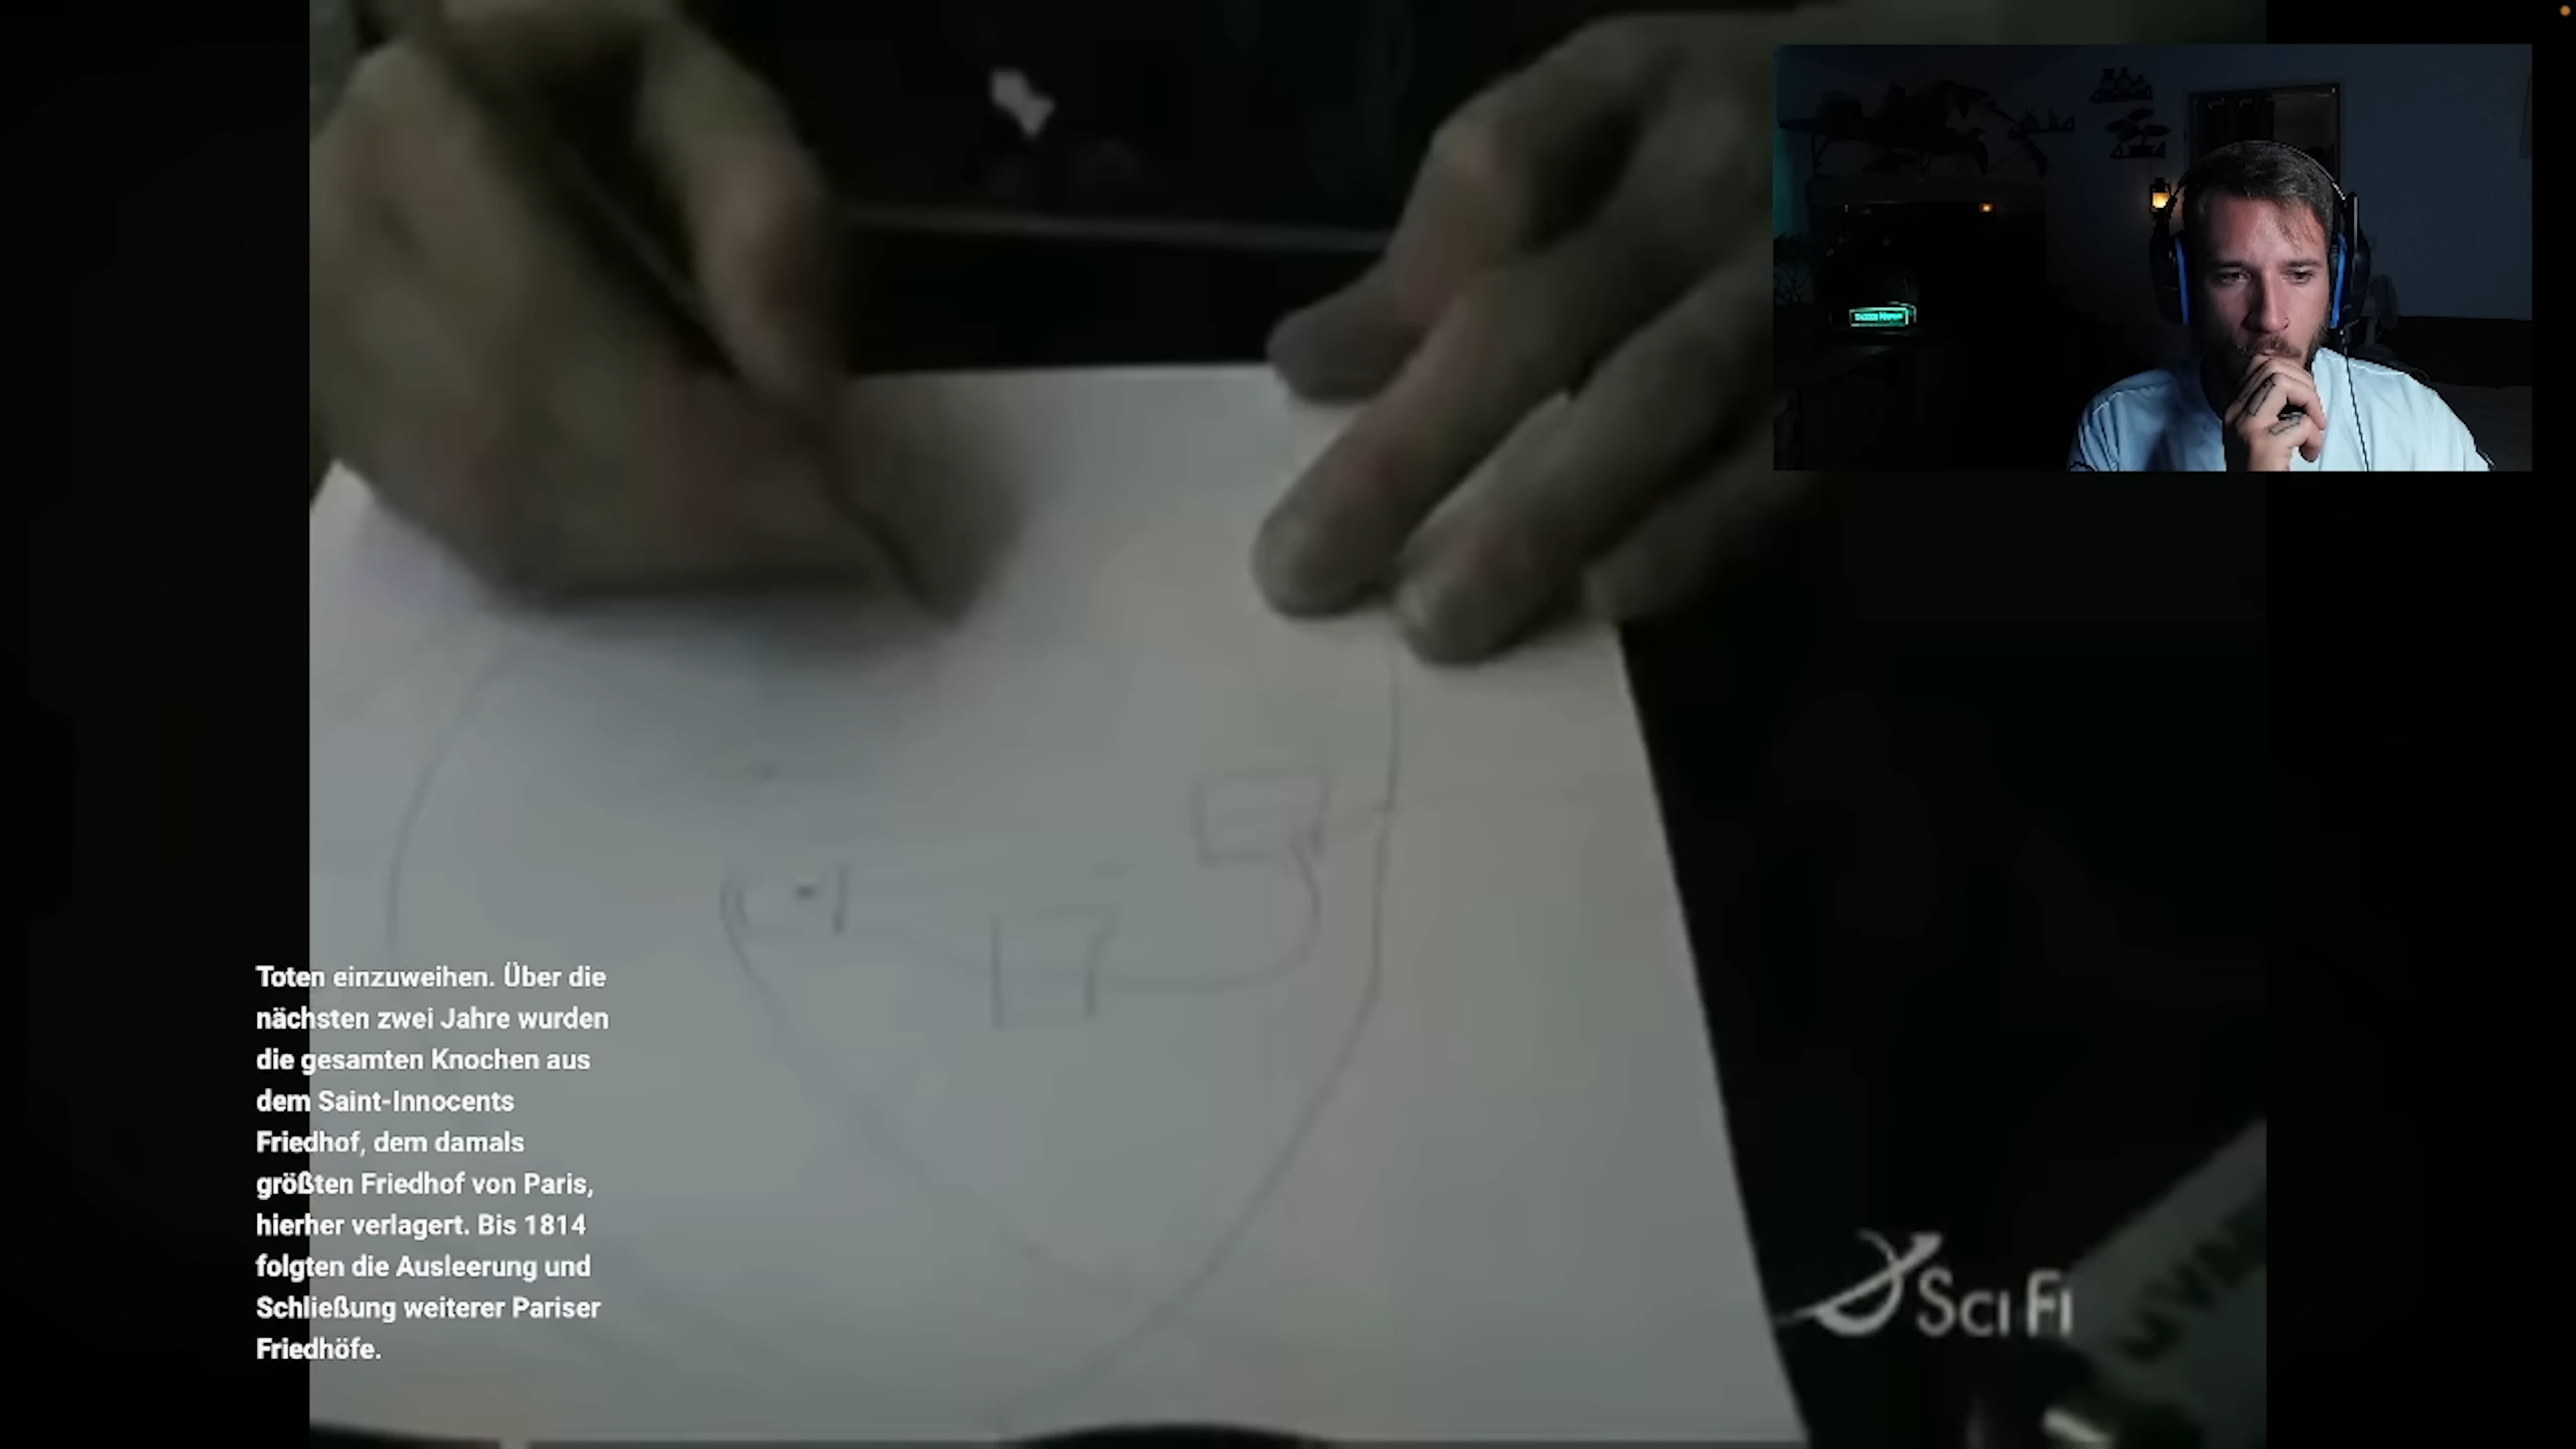 Toten einzuweihen. Über die
nächsten zwei Jahre wurden
die gesamten Knochen aus
dem Saint-Innocents
Friedhof, dem damals
größten Friedhof von Paris,
hierher verlagert. Bis 1814
folgten die Ausleerung und
Schließung weiterer Pariser
Friedhöfe.
Sci Fi